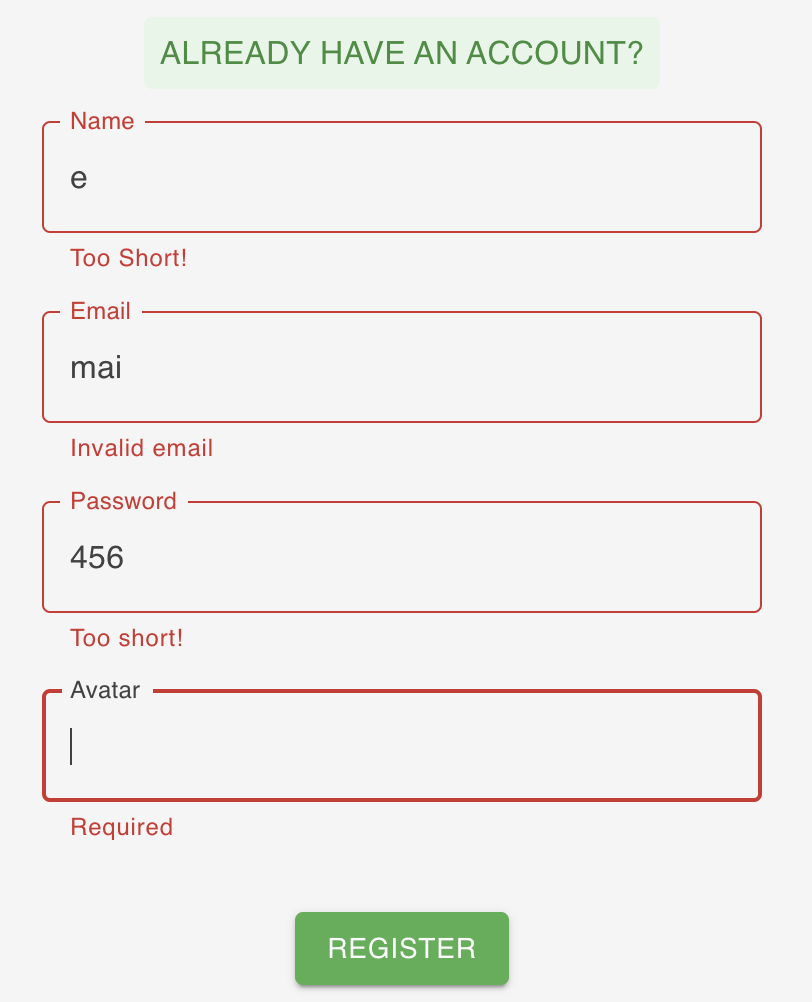 ALREADY HAVE AN ACCOUNT?
Name
e
Too Short!
Email
mai
Invalid email
Password
456
Too short!
Avatar
Required
REGISTER